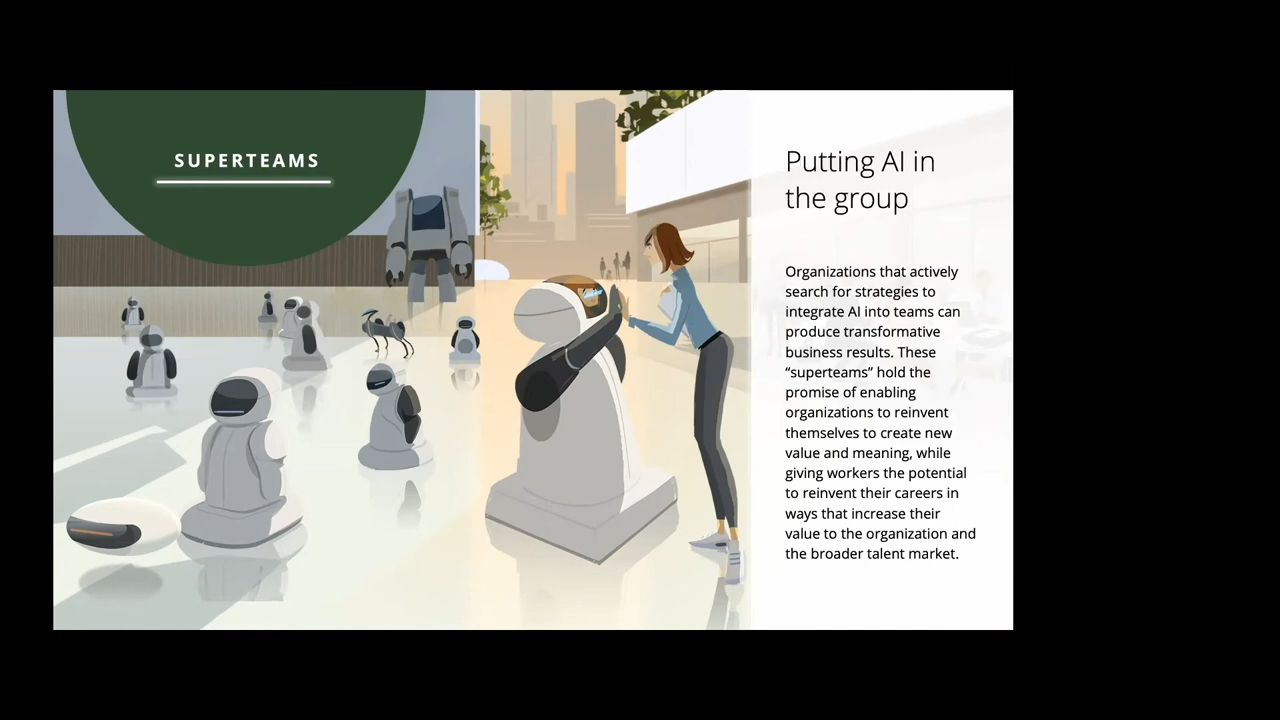 SUPERTEAMS
Putting AI in
the group
Organizations that actively
search for strategies to
integrate AI into teams can
produce transformative
business results. These
“superteams” hold the
promise of enabling
organizations to reinvent
themselves to create new
value and meaning, while
giving workers the potential
to reinvent their careers in
ways that increase their
value to the organization and
the broader talent market.